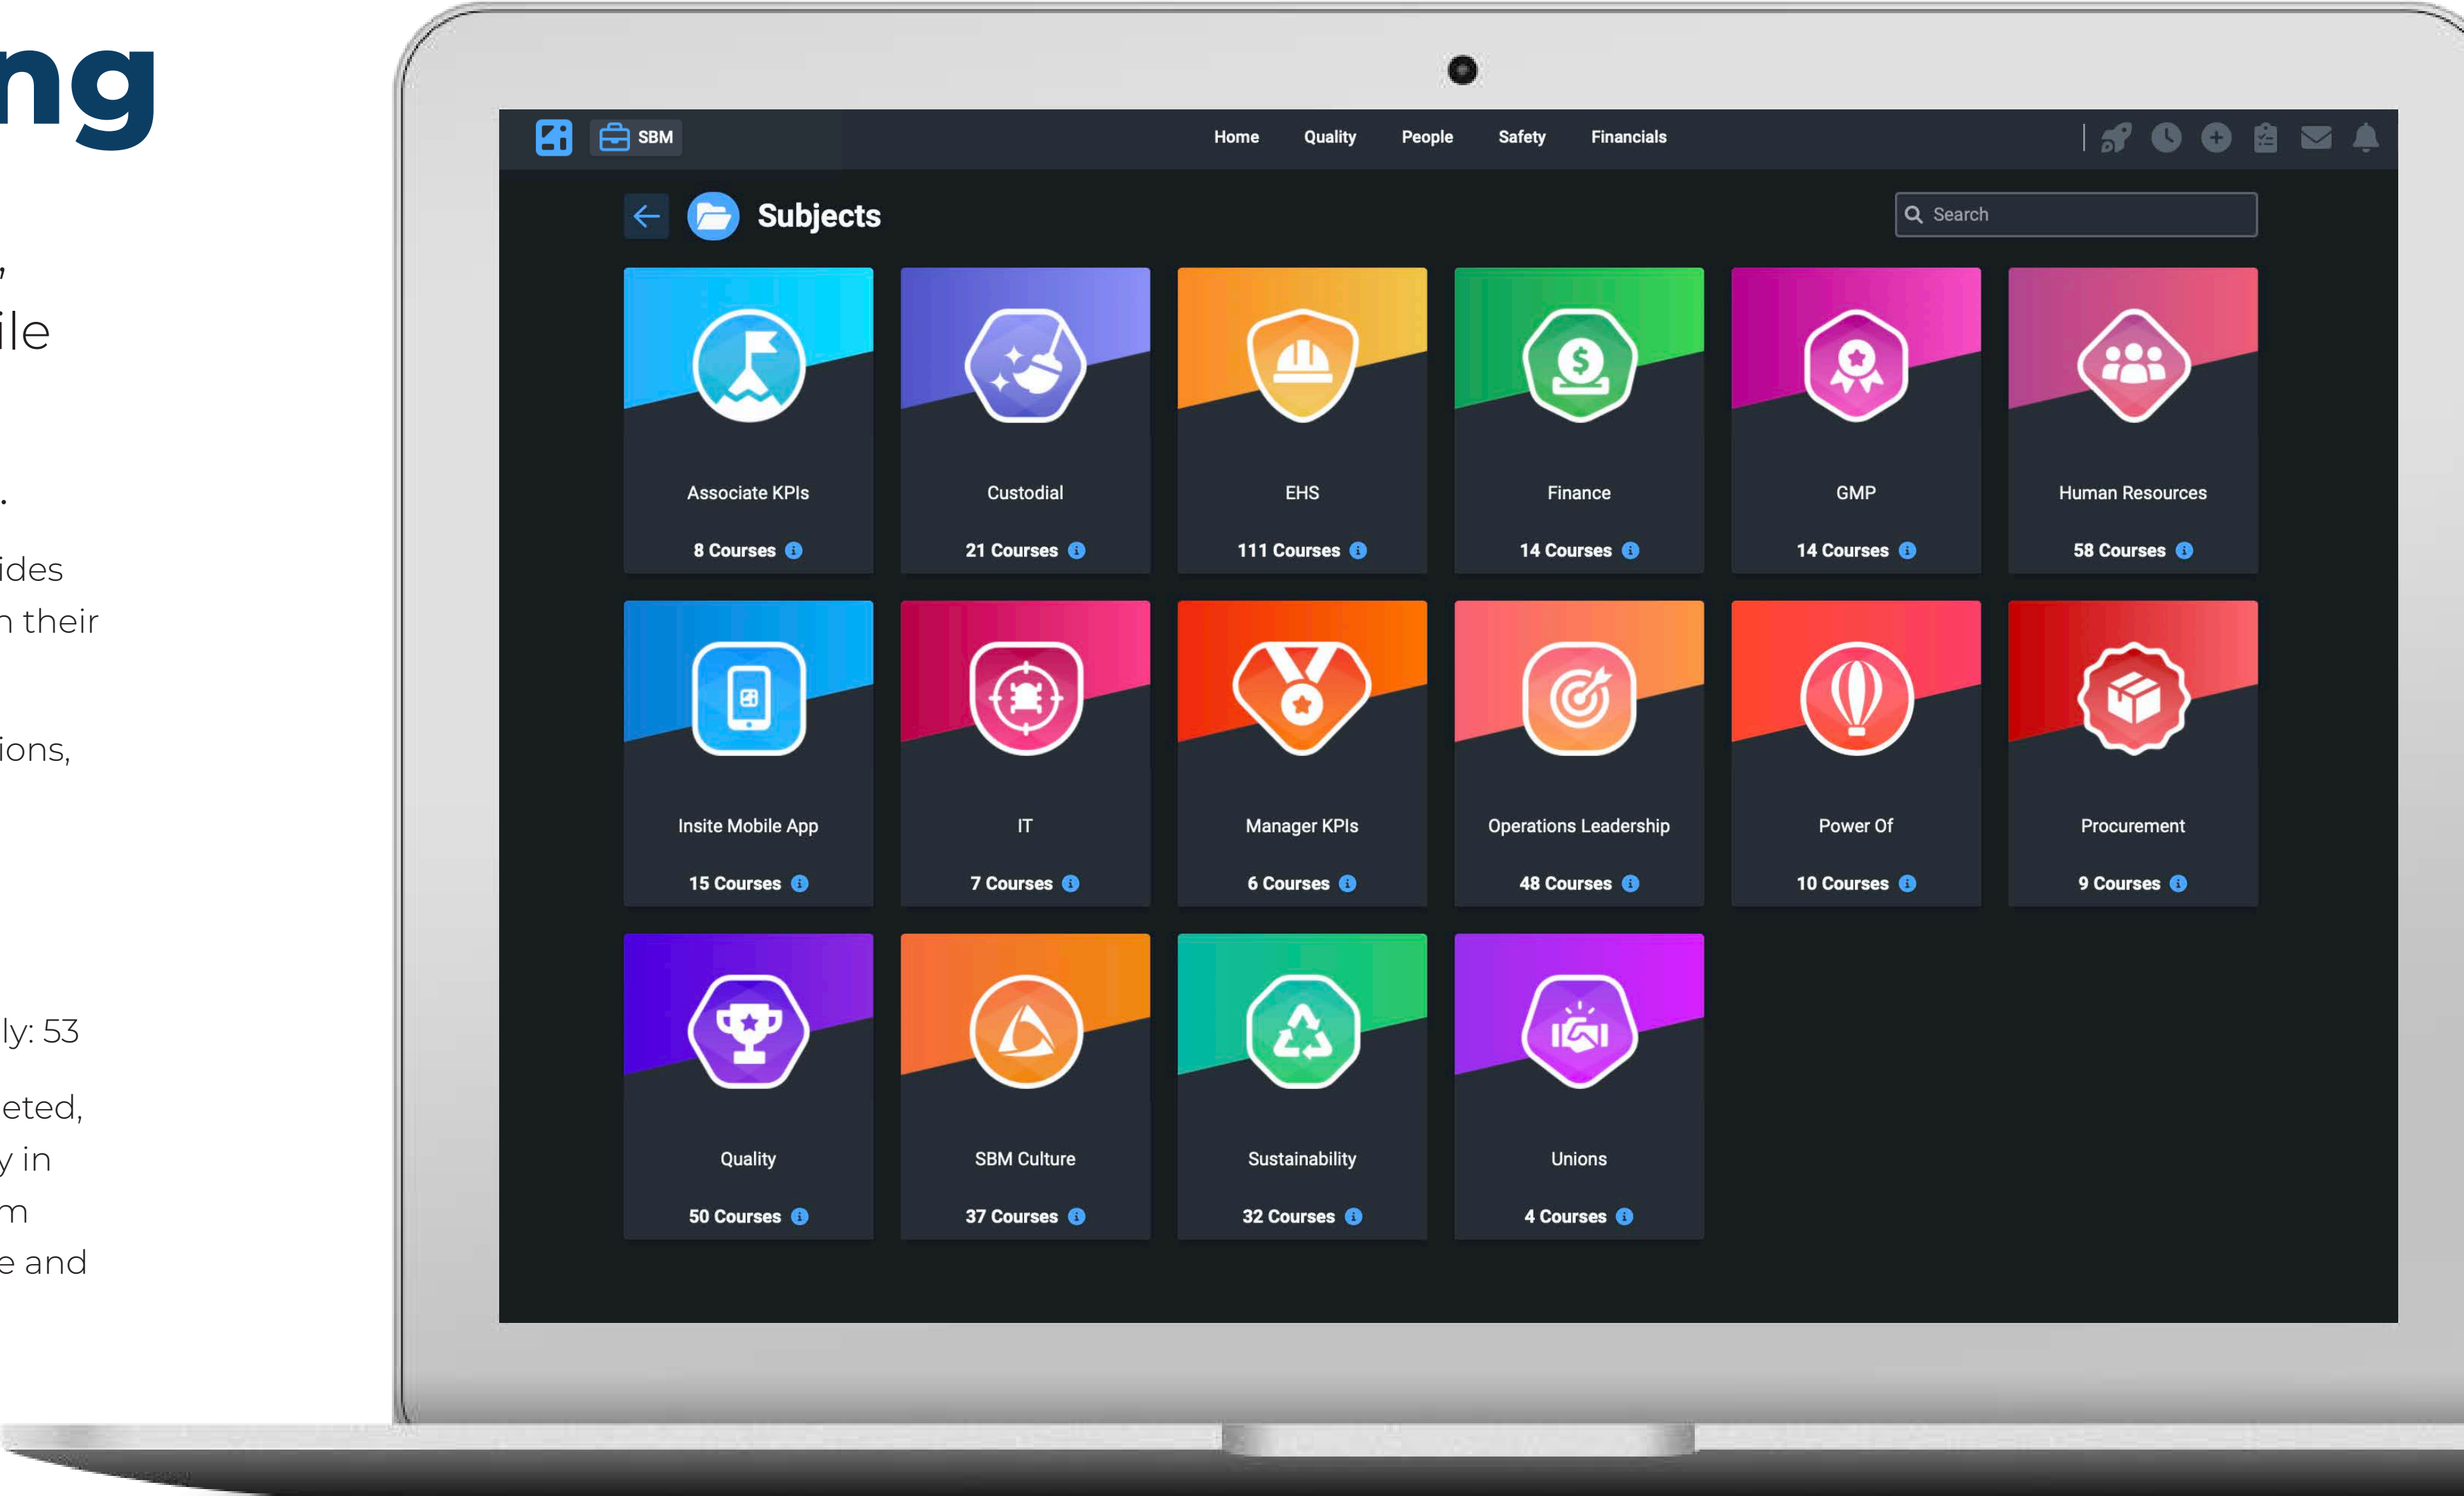 ng
,
ile
.
ides
n their
ions,
ly: 53
eted,
y in
m
e and
SBM
Home Quality People Safety Financials
Subjects
Search
Associate KPIs Custodial EHS Finance GMP Human Resources
8 Courses 21 Courses 111 Courses 14 Courses 14 Courses 58 Courses
Insite Mobile App IT Manager KPIs Operations Leadership Power Of Procurement
15 Courses 7 Courses 6 Courses 48 Courses 10 Courses 9 Courses
Quality SBM Culture Sustainability Unions
50 Courses 37 Courses 32 Courses 4 Courses